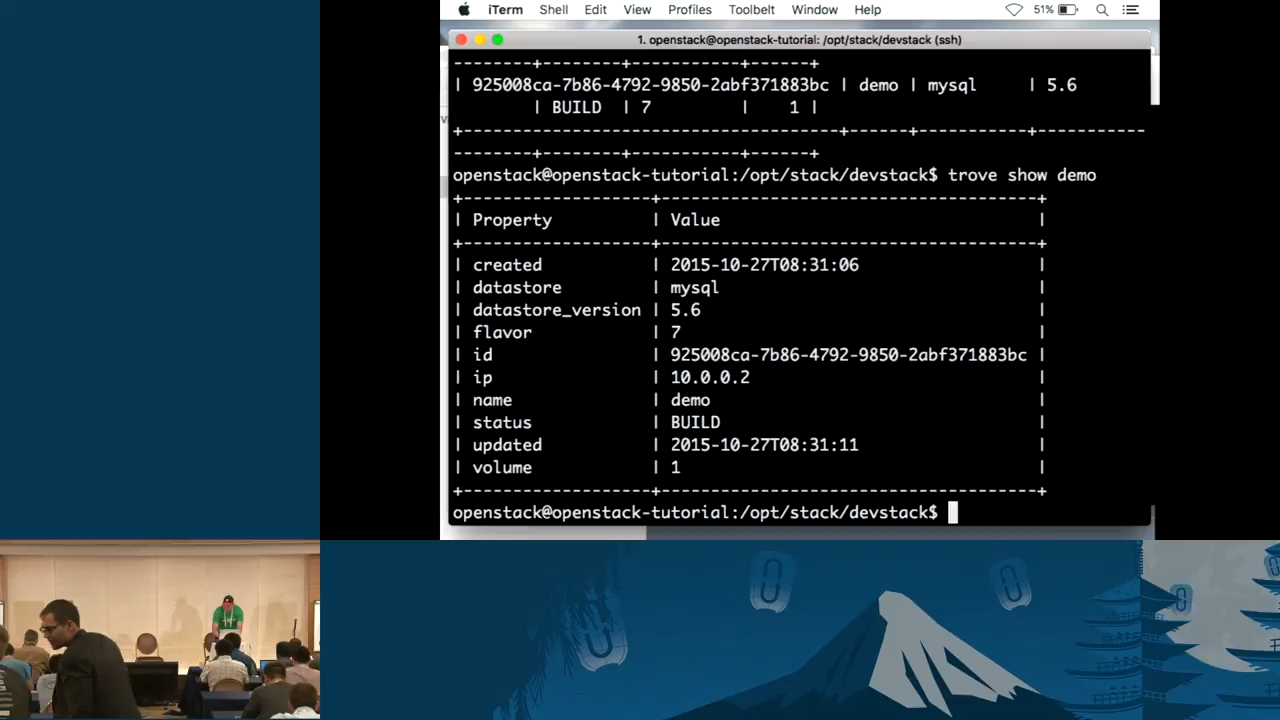 iTerm Shell Edit View Profiles Toolbelt Window Help 51%
1. openstack@openstack-tutorial: /opt/stack/devstack (ssh)
--------+--------+-----------+------+
| 925008ca-7b86-4792-9850-2abf371883bc | demo | mysql | 5.6
| BUILD | 7 | 1 |
+--------------------------------------+------+-----------+-----------
--------+--------+-----------+------+
openstack@openstack-tutorial:/opt/stack/devstack$ trove show demo
+-------------------+--------------------------------------+
| Property | Value |
+-------------------+--------------------------------------+
| created | 2015-10-27T08:31:06 |
| datastore | mysql |
| datastore_version | 5.6 |
| flavor | 7 |
| id | 925008ca-7b86-4792-9850-2abf371883bc |
| ip | 10.0.0.2 |
| name | demo |
| status | BUILD |
| updated | 2015-10-27T08:31:11 |
| volume | 1 |
+-------------------+--------------------------------------+
openstack@openstack-tutorial:/opt/stack/devstack$